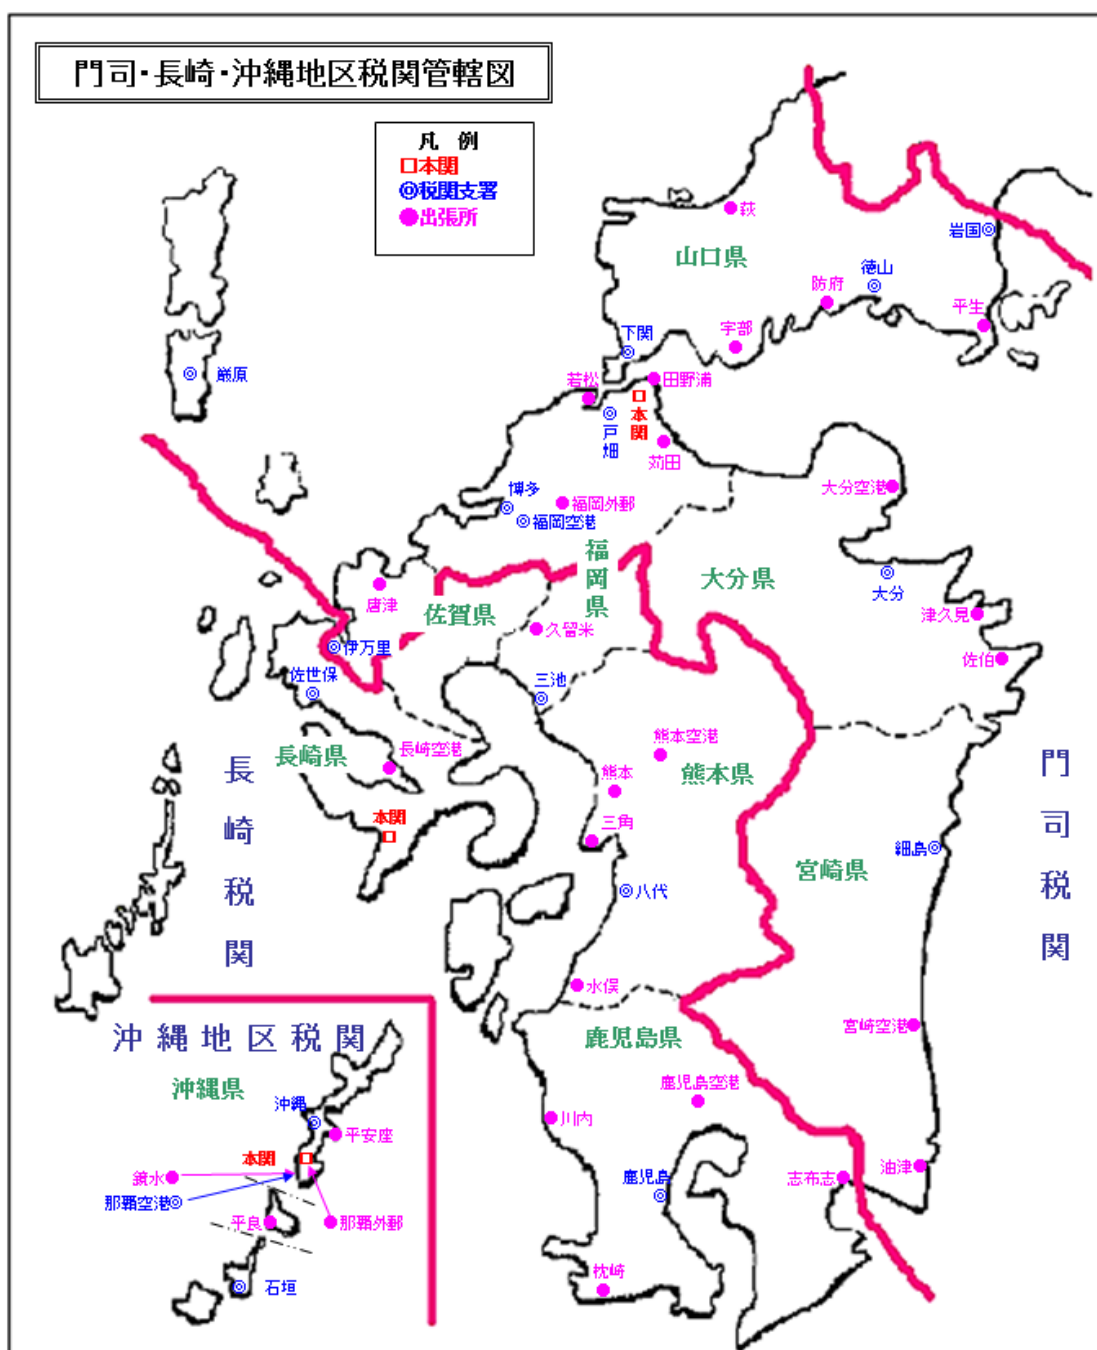 門司・長崎・沖縄地区税関管轄図
凡 例
本関
税関支署
出張所
萩
岩国
山口県
徳山
防府
平生
宇部
下関
厳原
田野浦
若松
本関
戸畑
苅田
大分空港
博多
福岡外郵
福岡空港
福岡県
大分県
大分
唐津
佐賀県
久留米
津久見
伊万里
佐伯
佐世保
三池
長崎県
長崎空港
熊本空港
熊本県
熊本
長崎税関
門司税関
本関
三角
細島
宮崎県
八代
水俣
宮崎空港
沖縄地区税関
鹿児島県
沖縄県
鹿児島空港
沖縄
川内
平安座
本関
鏡水
油津
志布志
鹿児島
那覇空港
平良
那覇外郵
石垣
枕崎